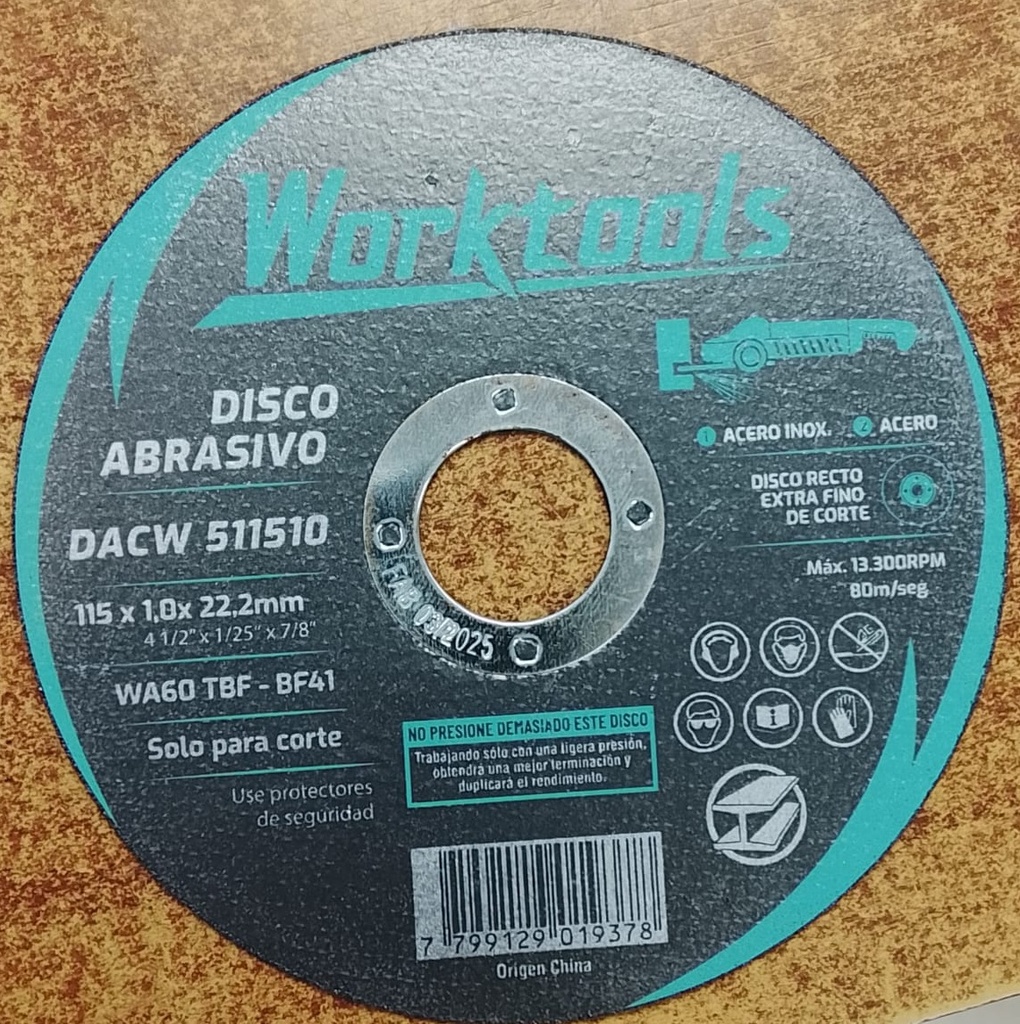 Worktools
DISCO
ABRASIVO
DACW 511510
115 x 1,0x 22,2mm
4 1/2" x 1/25" x 7/8"
WA60 TBF - BF41
Solo para corte
Use protectores
de seguridad
1 ACERO INOX. 2 ACERO
DISCO RECTO
EXTRA FINO
DE CORTE
Máx. 13.300RPM
80m/seg
FAB 03/2025
NO PRESIONE DEMASIADO ESTE DISCO
Trabajando sólo con una ligera presión,
obtendrá una mejor terminación y
duplicará el rendimiento.
7 799129 019378
Origen China